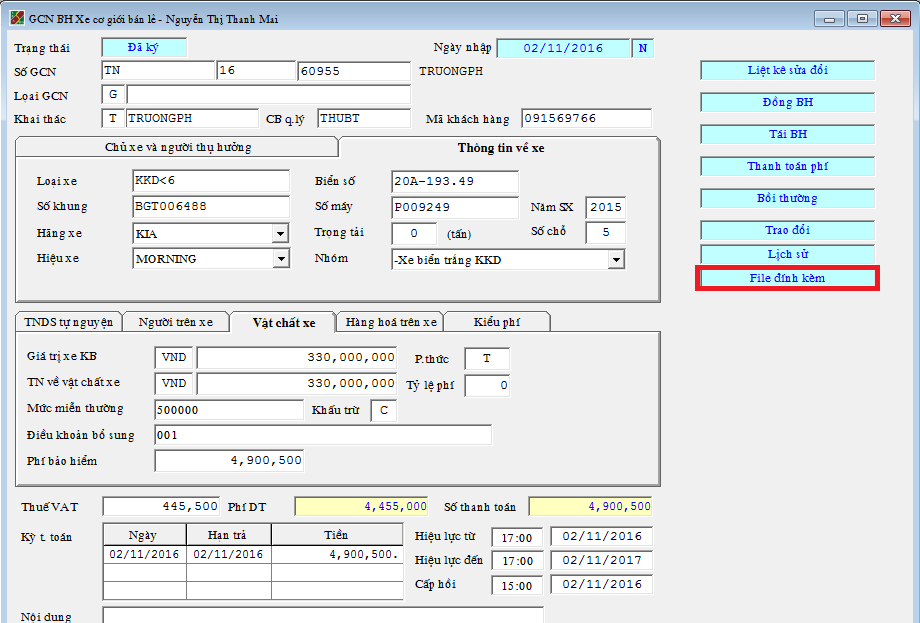 GCN BH Xe cơ giới bán lẻ - Nguyễn Thị Thanh Mai
Trạng thái Đã ký Ngày nhập 02/11/2016 N
Số GCN TN 16 60955 TRUONGPH
Loại GCN G
Khai thác T TRUONGPH CB q.lý THUBT Mã khách hàng 091569766
Liệt kê sửa đổi
Đồng BH
Tái BH
Thanh toán phí
Bồi thường
Trao đổi
Lịch sử
File đính kèm
Chủ xe và người thụ hưởng Thông tin về xe
Loại xe KKD<6 Biển số 20A-193.49
Số khung BGT006488 Số máy P009249 Năm SX 2015
Hãng xe KIA Trọng tải 0 (tấn) Số chỗ 5
Hiệu xe MORNING Nhóm -Xe biển trắng KKD
TNDS tự nguyện Người trên xe Vật chất xe Hàng hoá trên xe Kiểu phí
Giá trị xe KB VND 330,000,000 P.thức T
TN về vật chất xe VND 330,000,000 Tỷ lệ phí 0
Mức miễn thường 500000 Khấu trừ C
Điều khoản bổ sung 001
Phí bảo hiểm 4,900,500
Thuế VAT 445,500 Phí DT 4,455,000 Số thanh toán 4,900,500
Kỳ t. toán Ngày Hạn trả Tiền
02/11/2016 02/11/2016 4,900,500.
Hiệu lực từ 17:00 02/11/2016
Hiệu lực đến 17:00 02/11/2017
Cấp hồi 15:00 02/11/2016
Nội dung